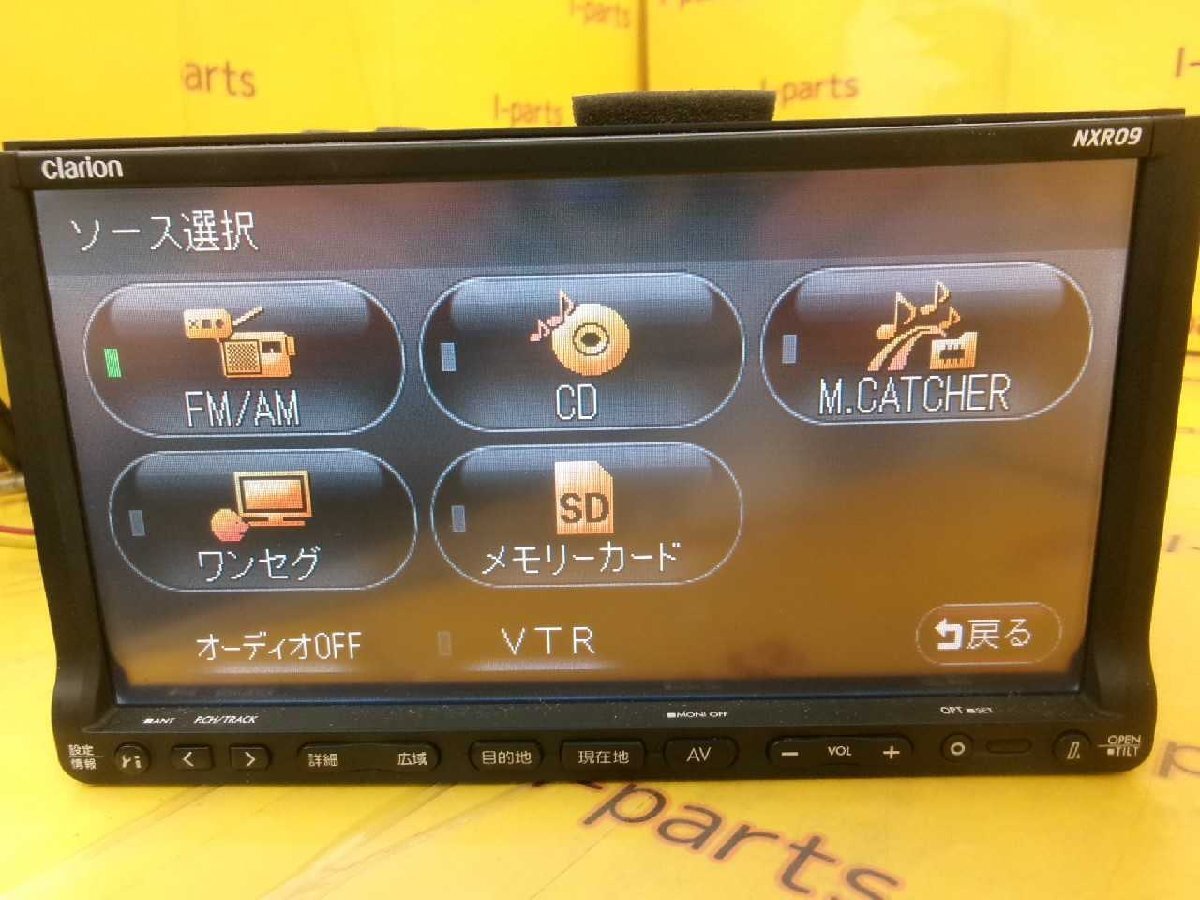 I-parts
arts
I-parts
I-parts
clarion
NXR09
ソース選択
FM/AM
CD
M.CATCHER
ワンセグ
SD
メモリーカード
オーディオOFF
VTR
戻る
ANT P.CH/TRACK
MONI OFF
OPT SET
設定
情報
詳細 広域
目的地
現在地
AV
− VOL +
OPEN
TILT
parts